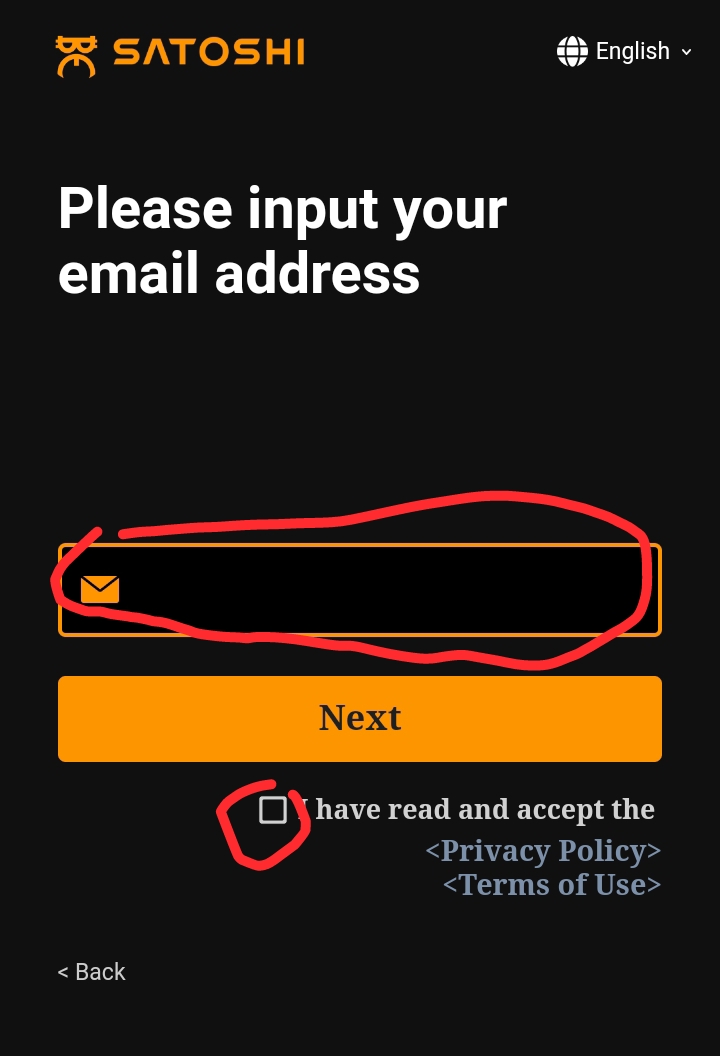 SATOSHI
English
Please input your
email address
Next
I have read and accept the
<Privacy Policy>
<Terms of Use>
< Back